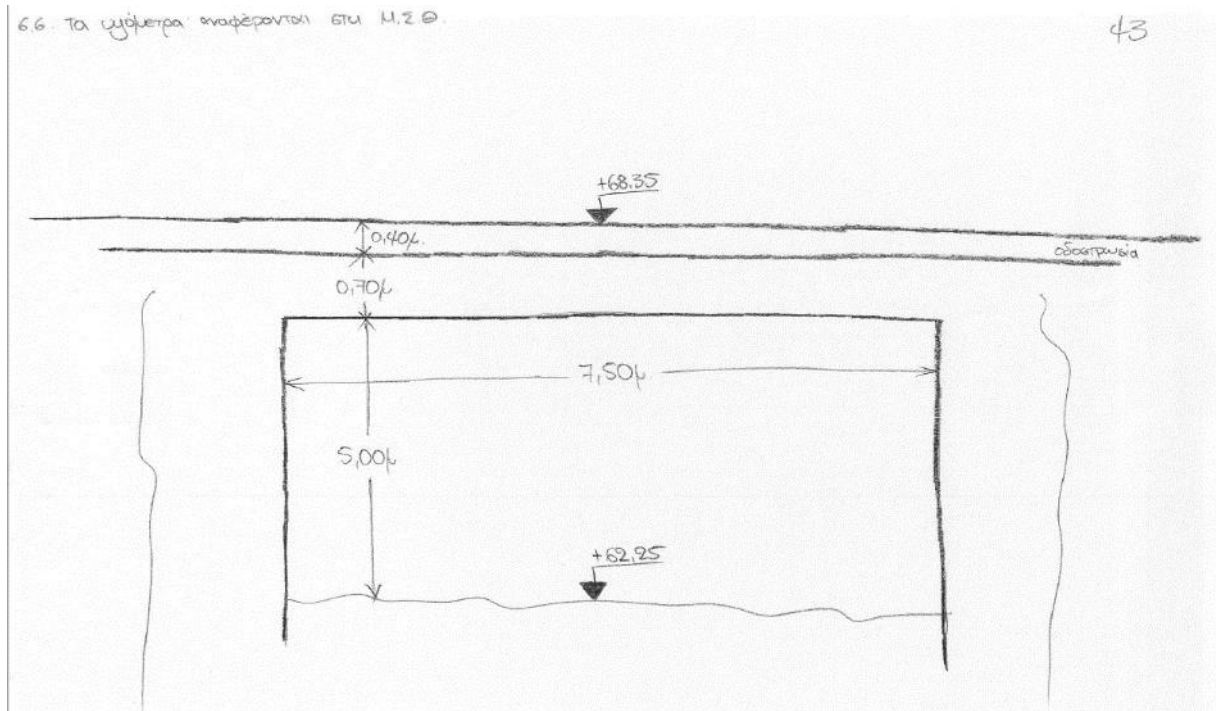 6.6. Τα υψόμετρα αναφέρονται στη Μ.Σ.Θ.
43
+68.35
0,40μ.
οδοστρωσία
0,70μ
7,50μ
5,00μ
+62,25